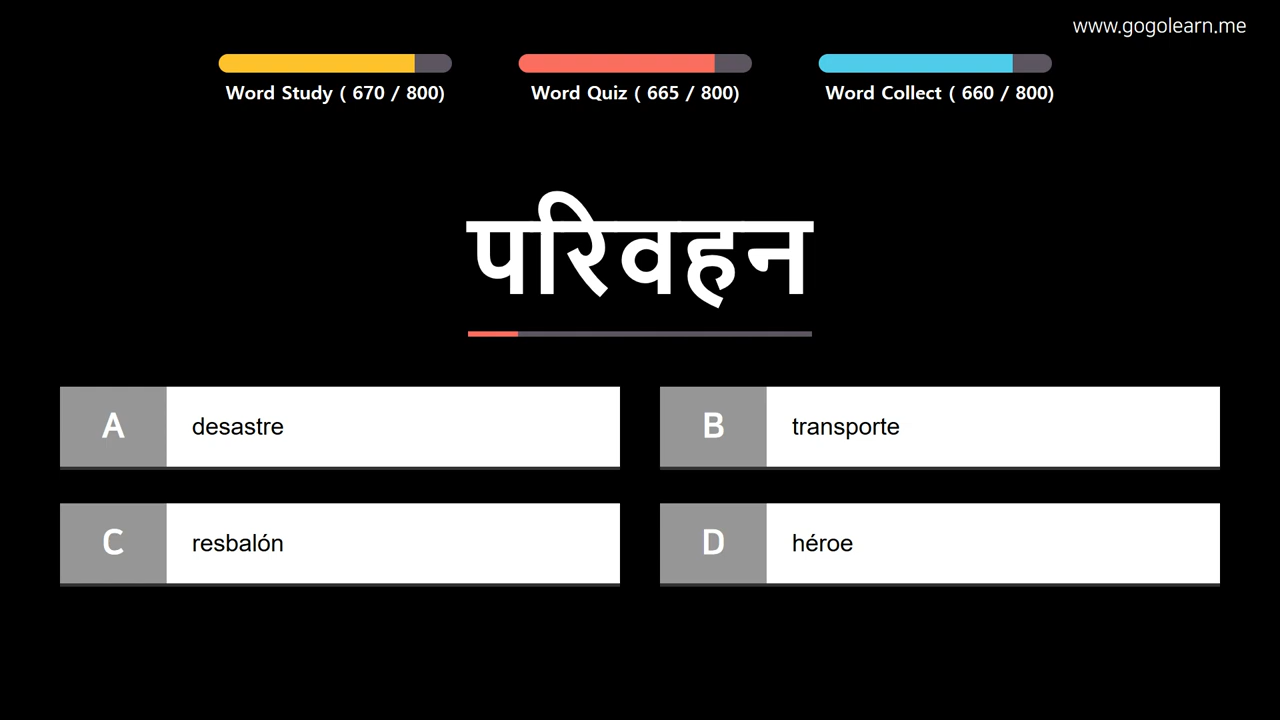 www.gogolearn.me
Word Study ( 670 / 800)
Word Quiz ( 665 / 800)
Word Collect ( 660 / 800)
परिवहन
A desastre
B transporte
C resbalón
D héroe